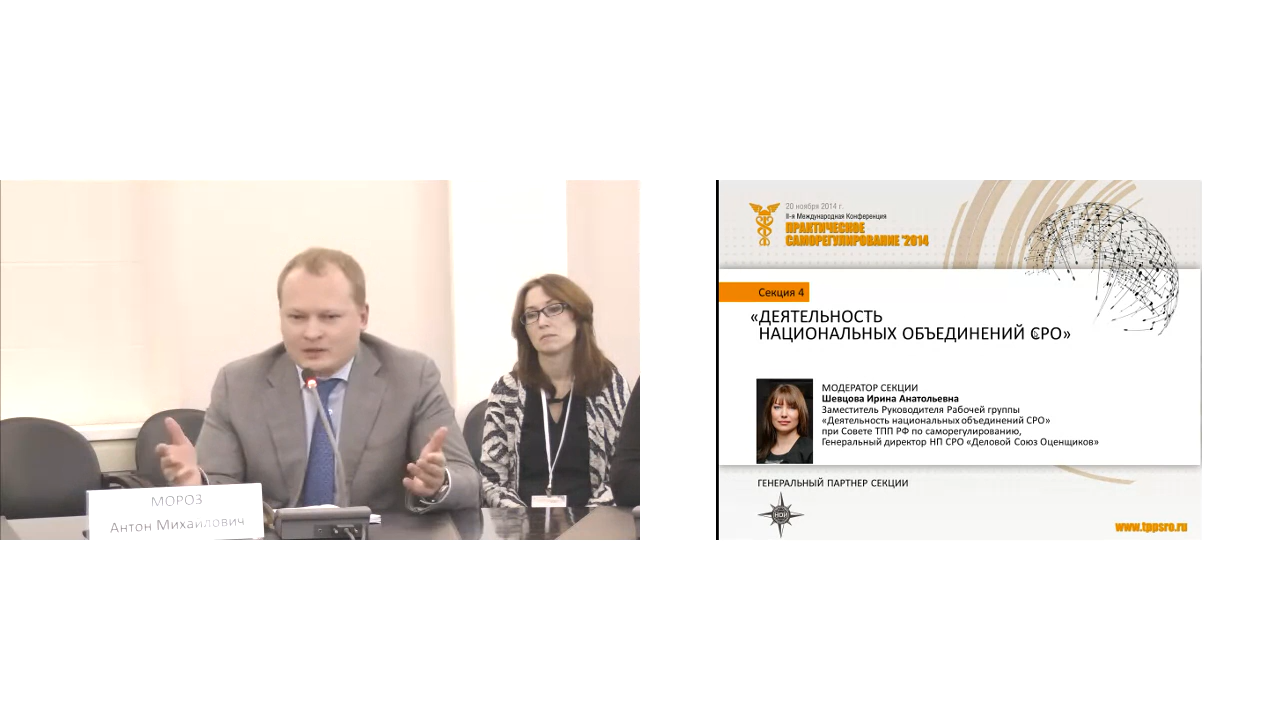 МОРОЗ
Антон Михайлович
20 ноября 2014 г.
II-я Международная Конференция
ПРАКТИЧЕСКОЕ
САМОРЕГУЛИРОВАНИЕ '2014
Секция 4
«ДЕЯТЕЛЬНОСТЬ
НАЦИОНАЛЬНЫХ ОБЪЕДИНЕНИЙ СРО»
МОДЕРАТОР СЕКЦИИ
Шевцова Ирина Анатольевна
Заместитель Руководителя Рабочей группы
«Деятельность национальных объединений СРО»
при Совете ТПП РФ по саморегулированию,
Генеральный директор НП СРО «Деловой Союз Оценщиков»
ГЕНЕРАЛЬНЫЙ ПАРТНЕР СЕКЦИИ
НОП
www.tppsro.ru